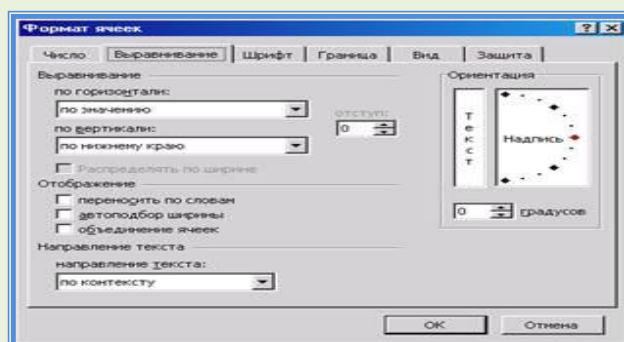 Формат ячеек
Число Выравнивание Шрифт Граница Вид Защита
Выравнивание
по горизонтали:
по значению
отступ:
0
по вертикали:
по нижнему краю
Распределять по ширине
Отображение
переносить по словам
автоподбор ширины
объединение ячеек
Направление текста
направление текста:
по контексту
Ориентация
Текст
Надпись
0 градусов
ОК Отмена